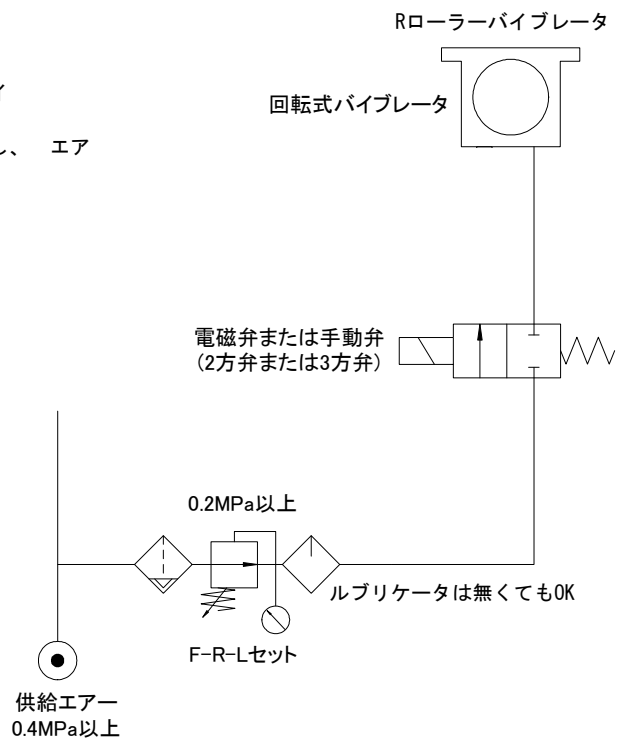 Rローラーバイブレータ
回転式バイブレータ
し、 エア
電磁弁または手動弁
(2方弁または3方弁)
0.2MPa以上
ルブリケータは無くてもOK
F-R-Lセット
供給エアー
0.4MPa以上